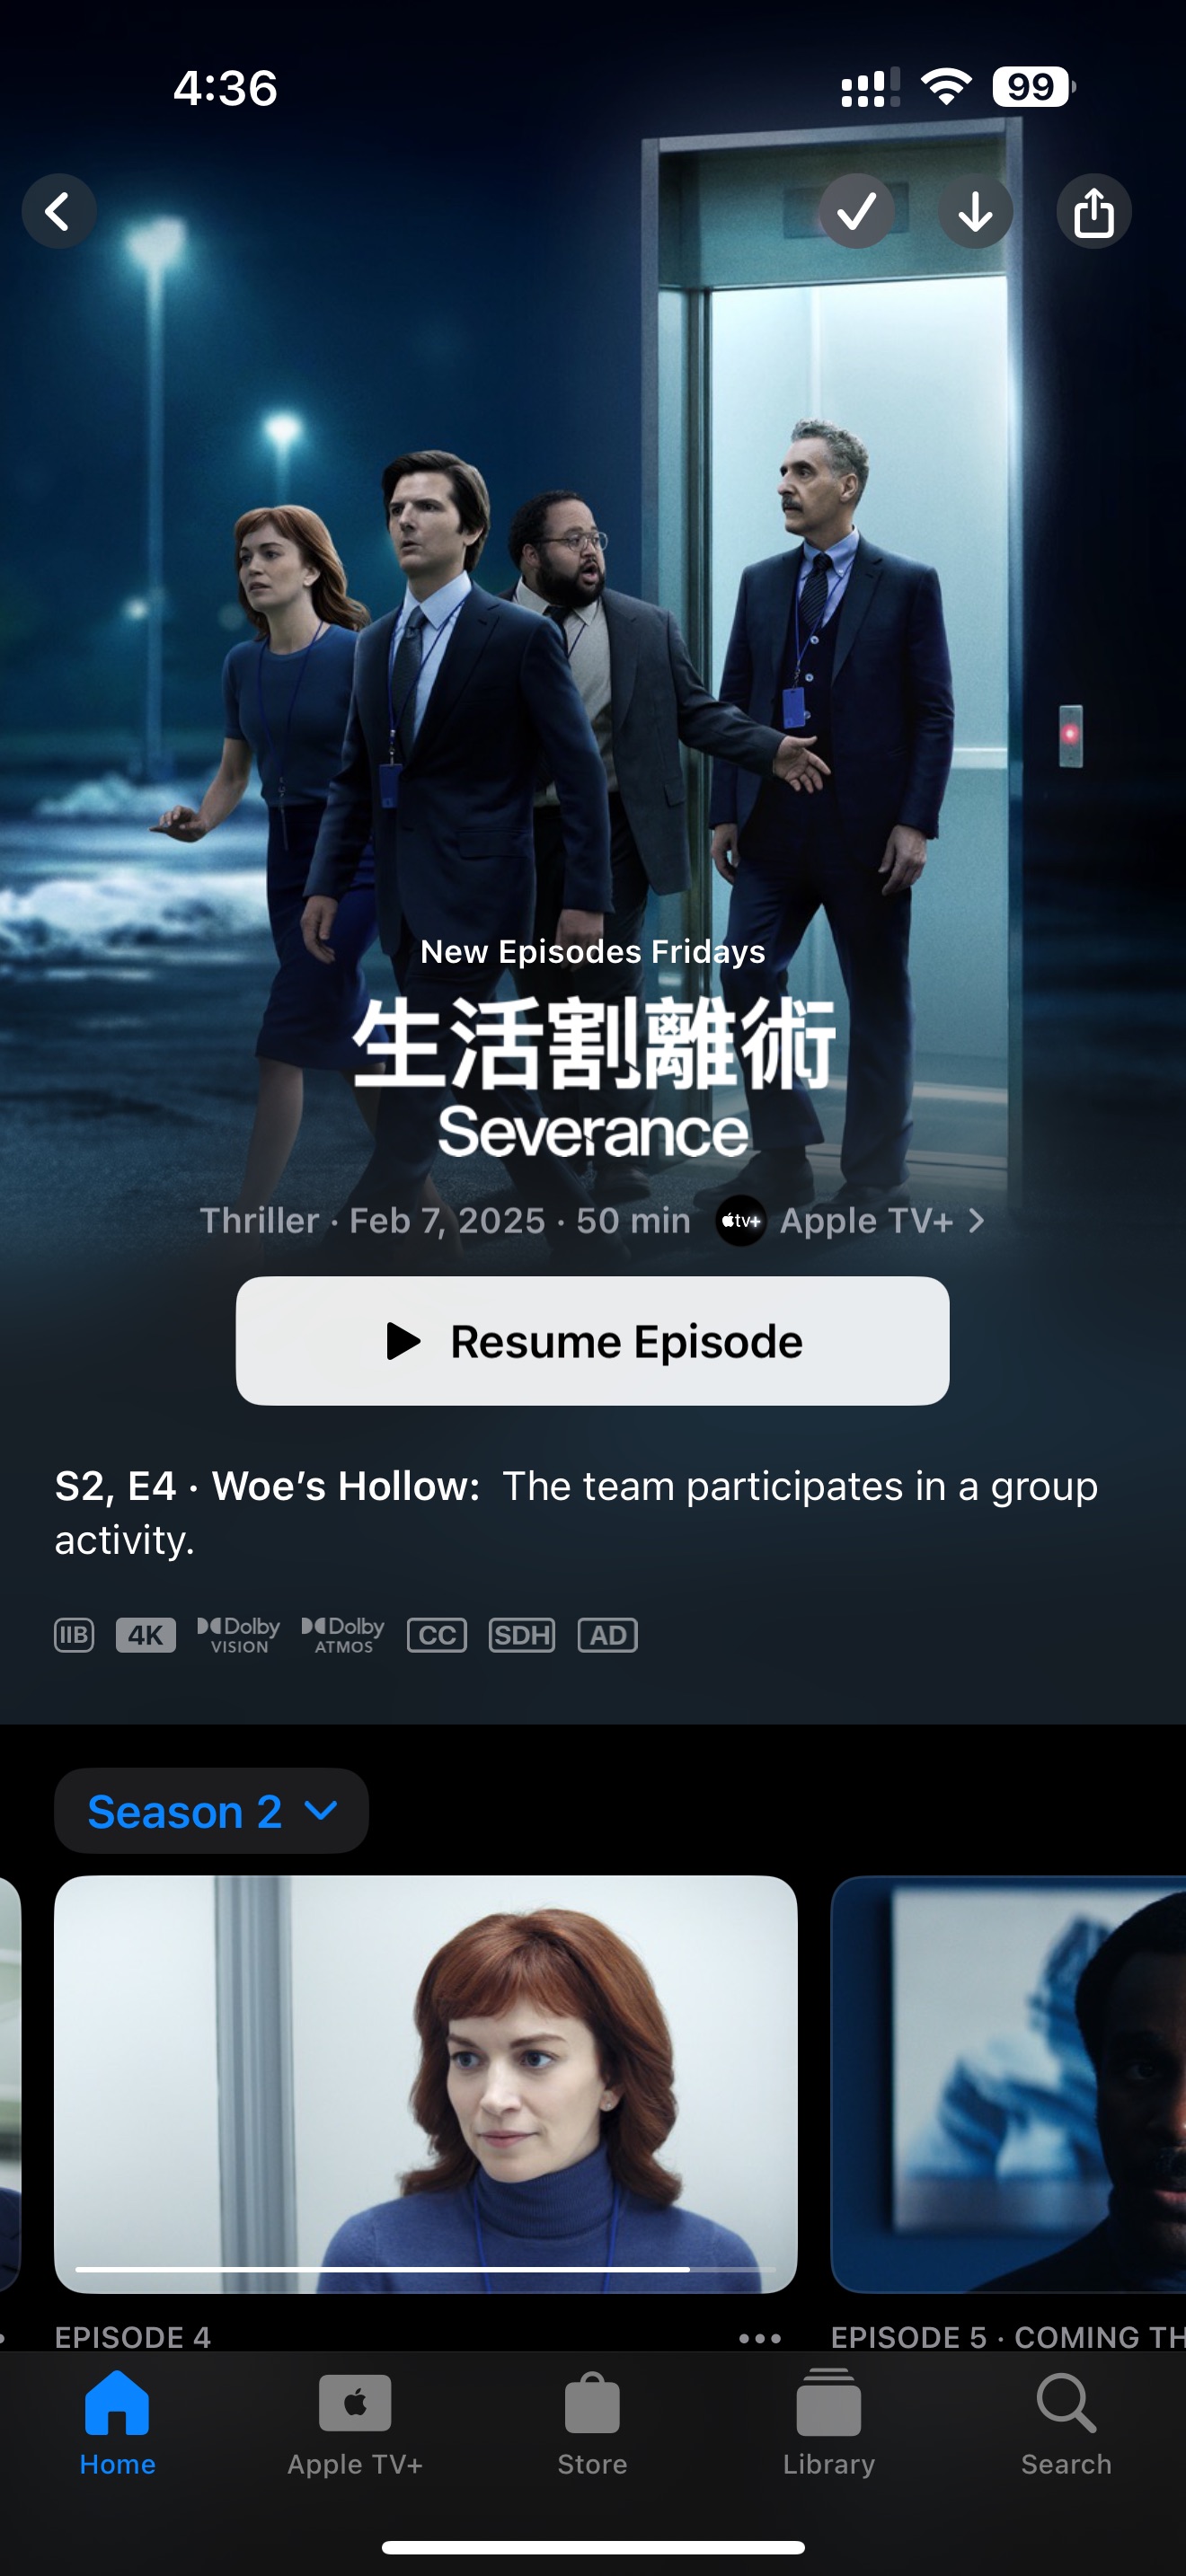 4:36
99
New Episodes Fridays
生活割離術
Severance
Thriller · Feb 7, 2025 · 50 min tv+ Apple TV+
Resume Episode
S2, E4 · Woe’s Hollow: The team participates in a group
activity.
IIB 4K Dolby VISION Dolby ATMOS CC SDH AD
Season 2
EPISODE 4
EPISODE 5 · COMING TH
Home Apple TV+ Store Library Search